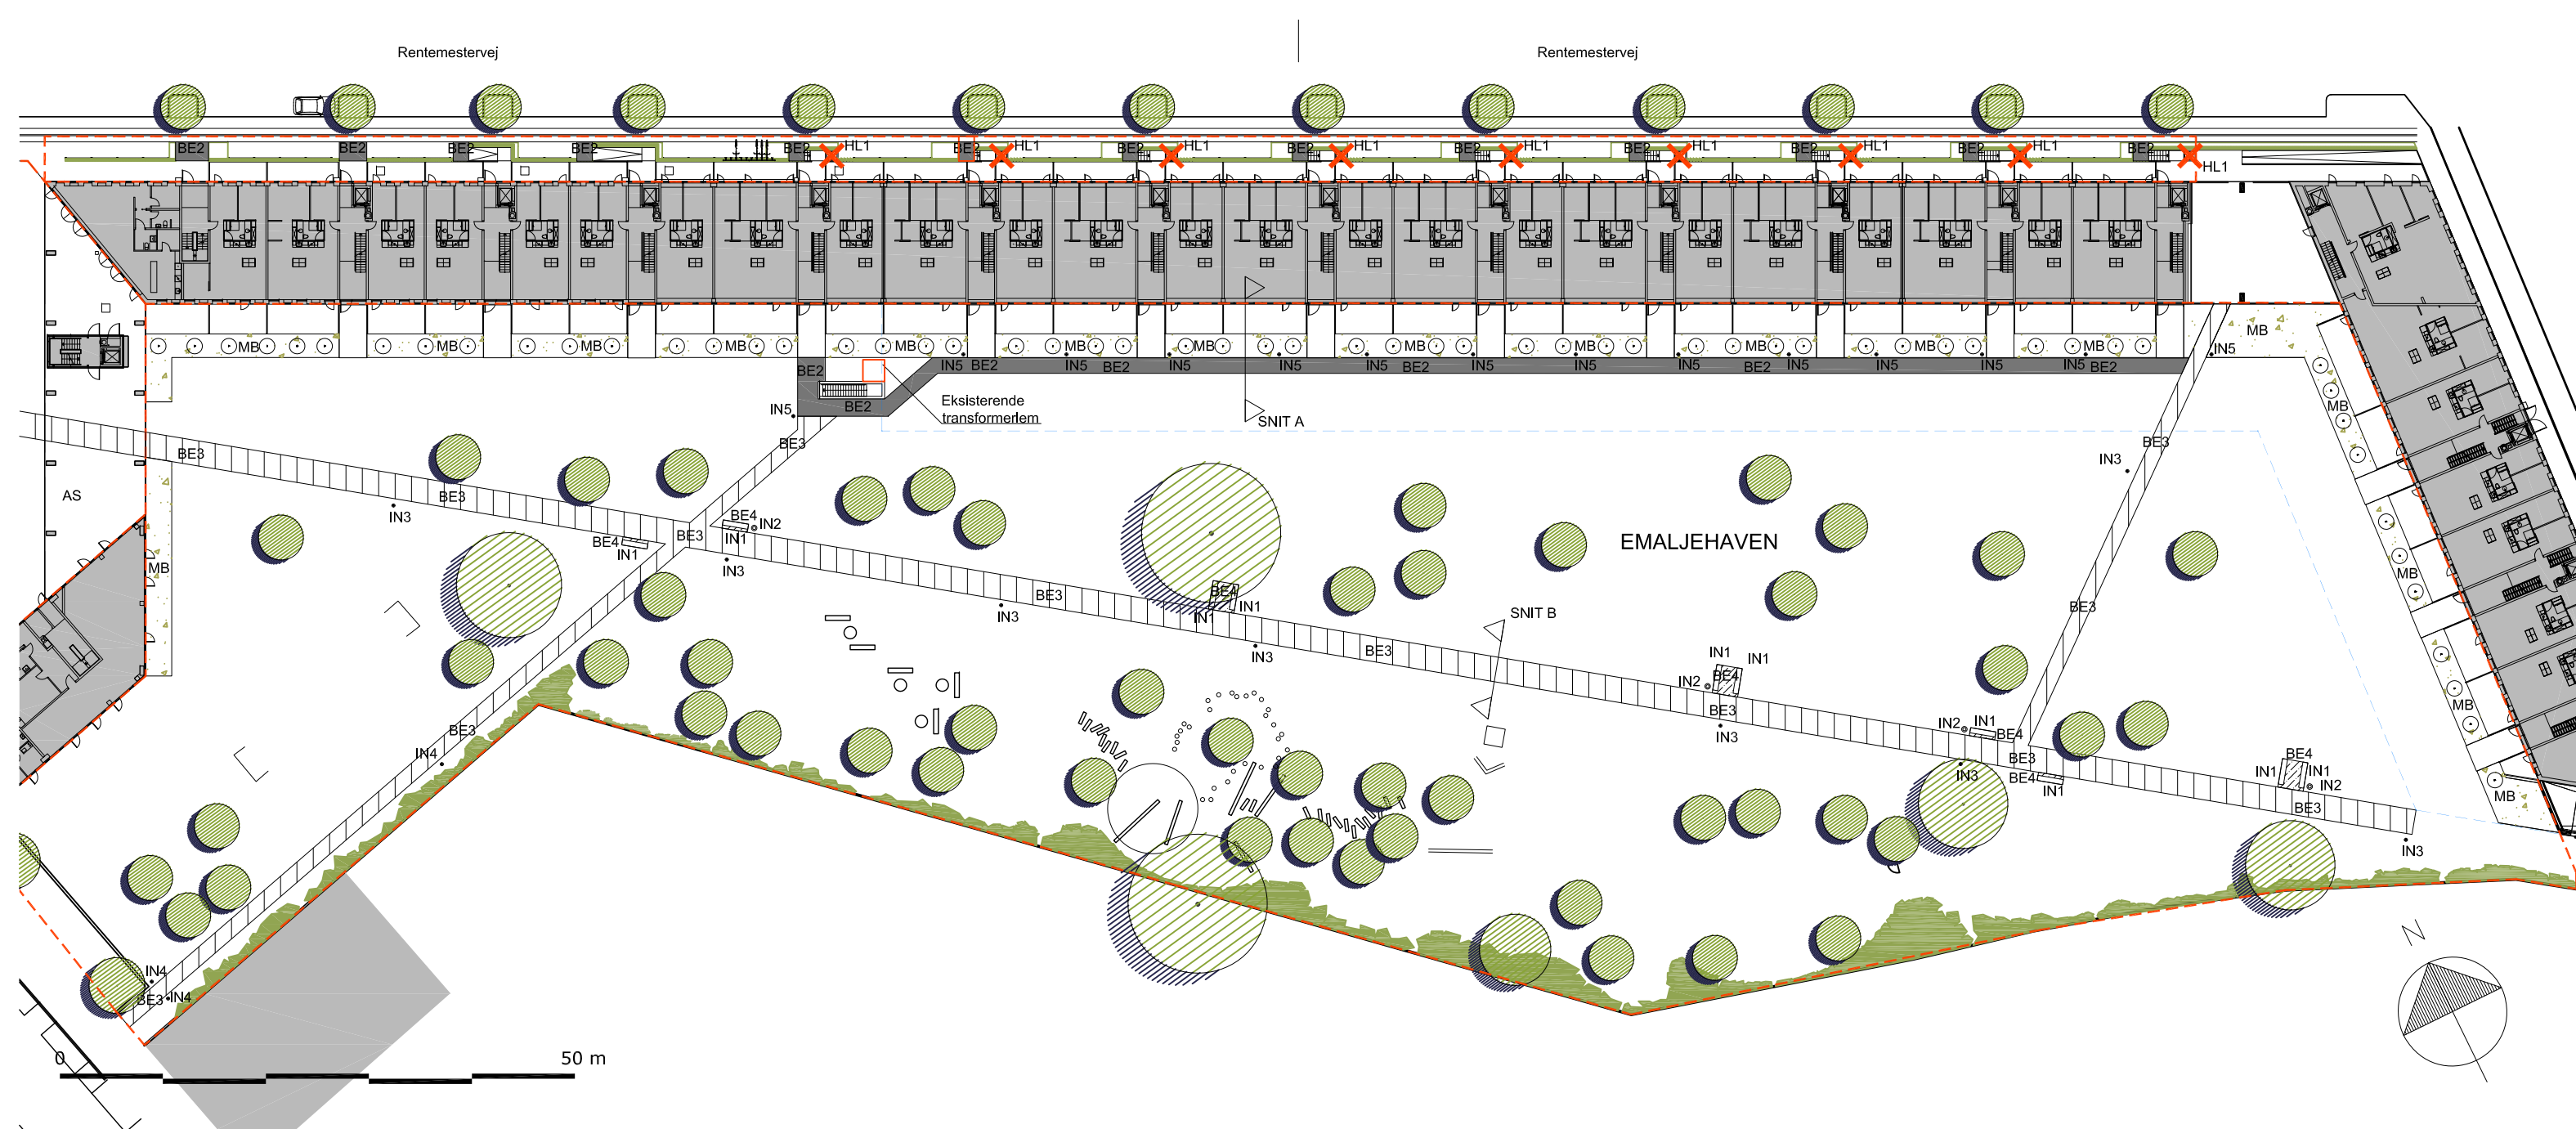 Rentemestervej Rentemestervej
BE2 BE2 BE2 BE2 BE2 HL1 BE2 HL1 BE2 HL1 BE2 HL1 BE2 HL1 BE2 HL1 BE2 HL1 BE2 HL1 BE2 HL1
MB MB MB MB MB MB MB MB MB MB MB MB
IN5 BE2 IN5 BE2 IN5 IN5 IN5 BE2 IN5 IN5 IN5 BE2 IN5 IN5 IN5 IN5 BE2 IN5
BE2
BE2
Eksisterende
transformerlem
IN5
SNIT A
MB
BE3 BE3 BE3
IN3
AS
BE3
IN3
BE4 IN2
IN1
BE3
BE4
IN1
EMALJEHAVEN
MB
IN3
MB
BE4 IN1
IN1
BE3
IN3
BE3
SNIT B
IN3
BE3
IN1 IN1
BE4
IN2
BE3
IN3
MB
BE3
IN4
IN2 IN1
BE4
BE3
IN3
BE4
IN1
BE4
IN1 IN1
IN2
BE3
MB
IN3
IN4
BE3 IN4
N
0 50 m